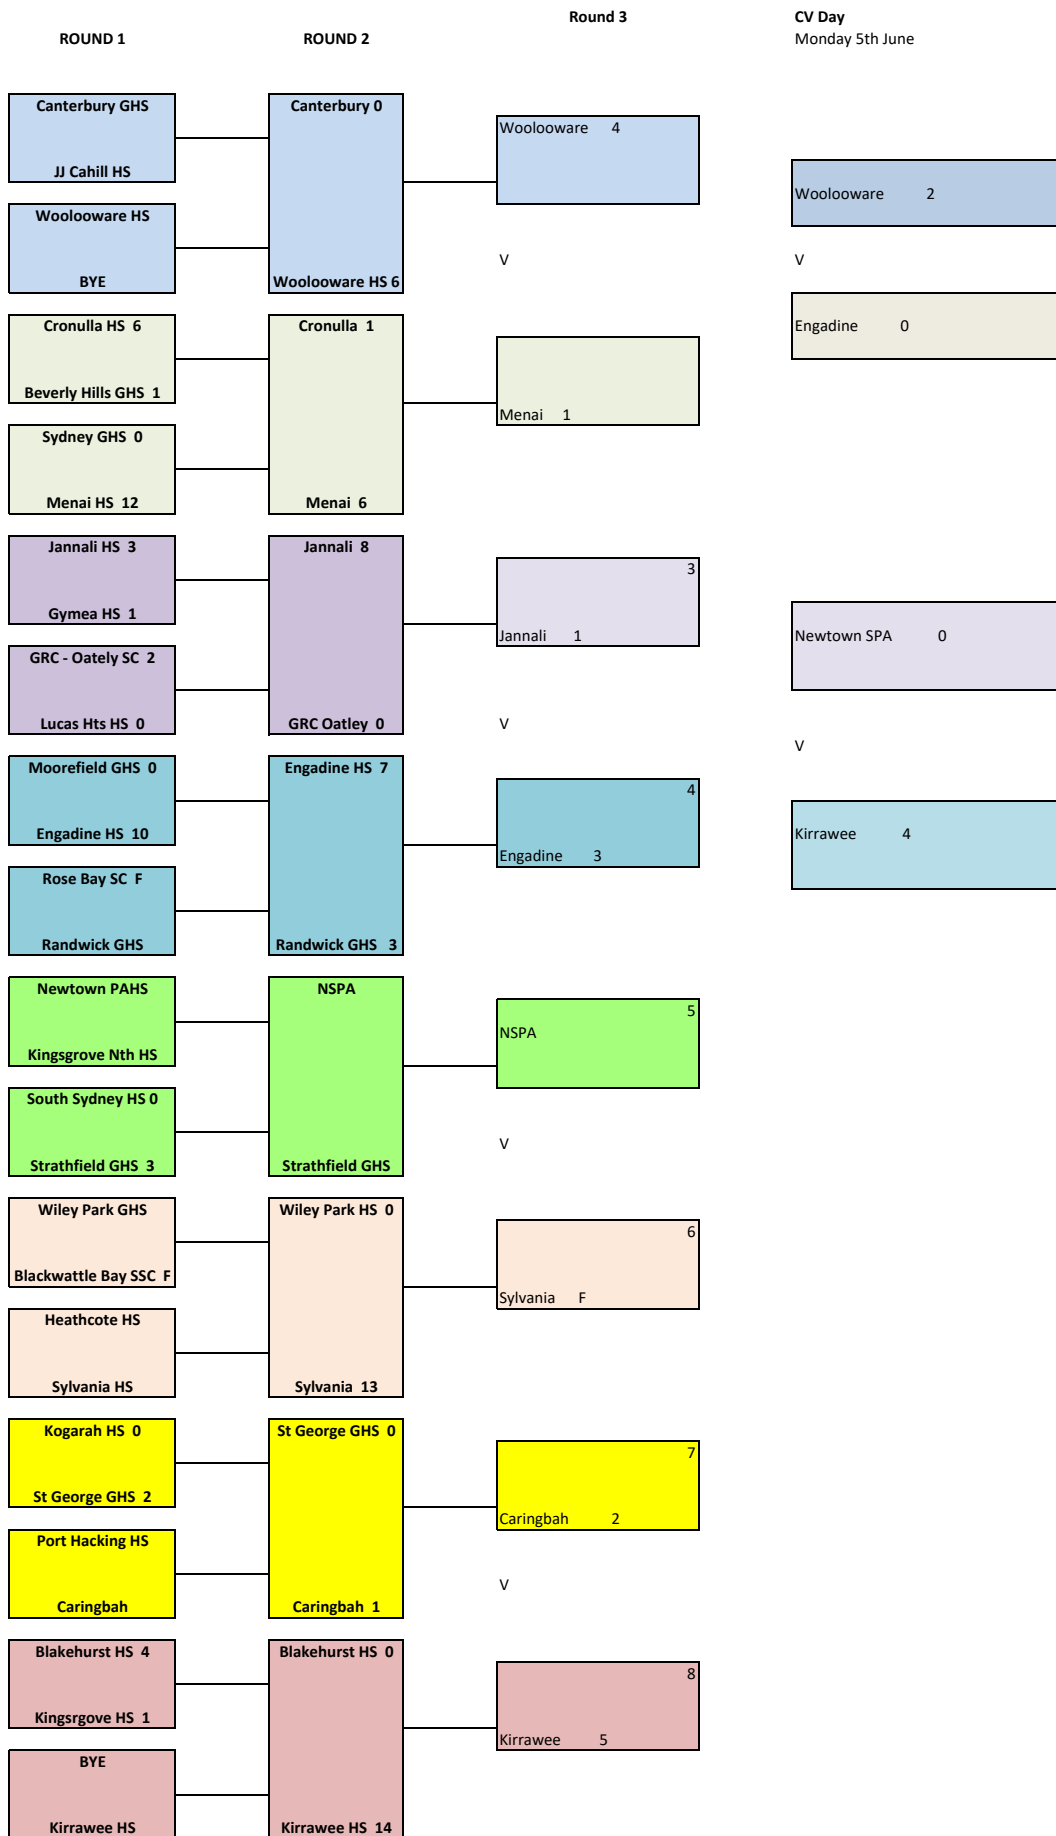 ROUND 1
Canterbury GHS
JJ Cahill HS
Woolooware HS
BYE
Cronulla HS 6
Beverly Hills GHS 1
Sydney GHS 0
Menai HS 12
Jannali HS 3
Gymea HS 1
GRC - Oately SC 2
Lucas Hts HS 0
Moorefield GHS 0
Engadine HS 10
Rose Bay SC F
Randwick GHS
Newtown PAHS
Kingsgrove Nth HS
South Sydney HS 0
Strathfield GHS 3
Wiley Park GHS
Blackwattle Bay SSC F
Heathcote HS
Sylvania HS
Kogarah HS 0
St George GHS 2
Port Hacking HS
Caringbah
Blakehurst HS 4
Kingsrgove HS 1
BYE
Kirrawee HS
ROUND 2
Canterbury 0
Woolooware HS 6
Cronulla 1
Menai 6
Jannali 8
GRC Oatley 0
Engadine HS 7
Randwick GHS 3
NSPA
Strathfield GHS
Wiley Park HS 0
Sylvania 13
St George GHS 0
Caringbah 1
Blakehurst HS 0
Kirrawee HS 14
Round 3
Woolooware 4
V
Menai 1
3
Jannali 1
V
4
Engadine 3
5
NSPA
V
6
Sylvania F
7
Caringbah 2
V
8
Kirrawee 5
CV Day
Monday 5th June
Woolooware 2
V
Engadine 0
Newtown SPA 0
V
Kirrawee 4